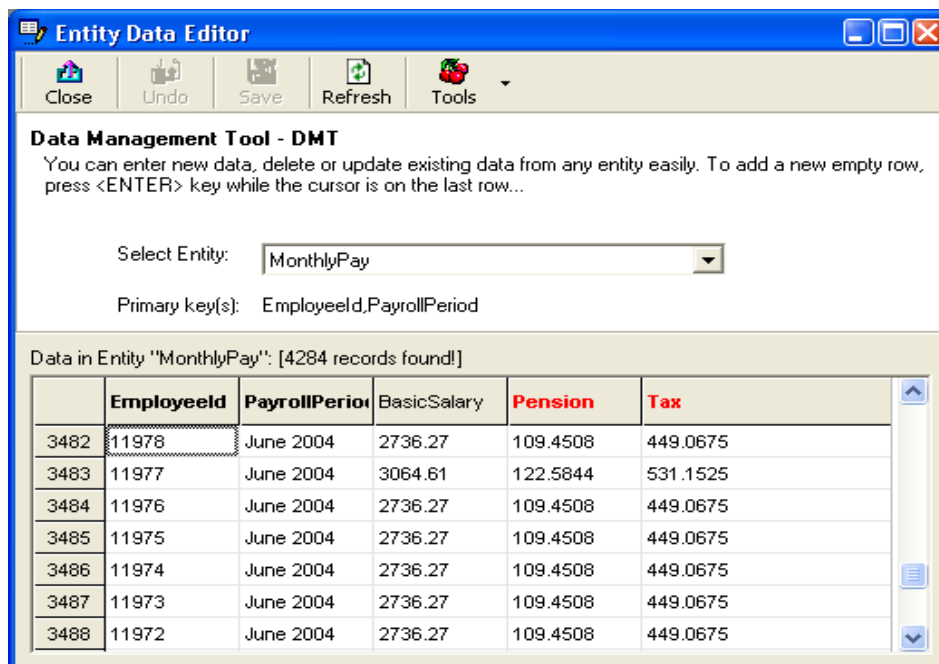 Entity Data Editor
Close Undo Save Refresh Tools
Data Management Tool - DMT
You can enter new data, delete or update existing data from any entity easily. To add a new empty row,
press <ENTER> key while the cursor is on the last row...
Select Entity: MonthlyPay
Primary key(s): EmployeeId,PayrollPeriod
Data in Entity "MonthlyPay": [4284 records found!]
EmployeeId PayrollPeriod BasicSalary Pension Tax
3482 11978 June 2004 2736.27 109.4508 449.0675
3483 11977 June 2004 3064.61 122.5844 531.1525
3484 11976 June 2004 2736.27 109.4508 449.0675
3485 11975 June 2004 2736.27 109.4508 449.0675
3486 11974 June 2004 2736.27 109.4508 449.0675
3487 11973 June 2004 2736.27 109.4508 449.0675
3488 11972 June 2004 2736.27 109.4508 449.0675